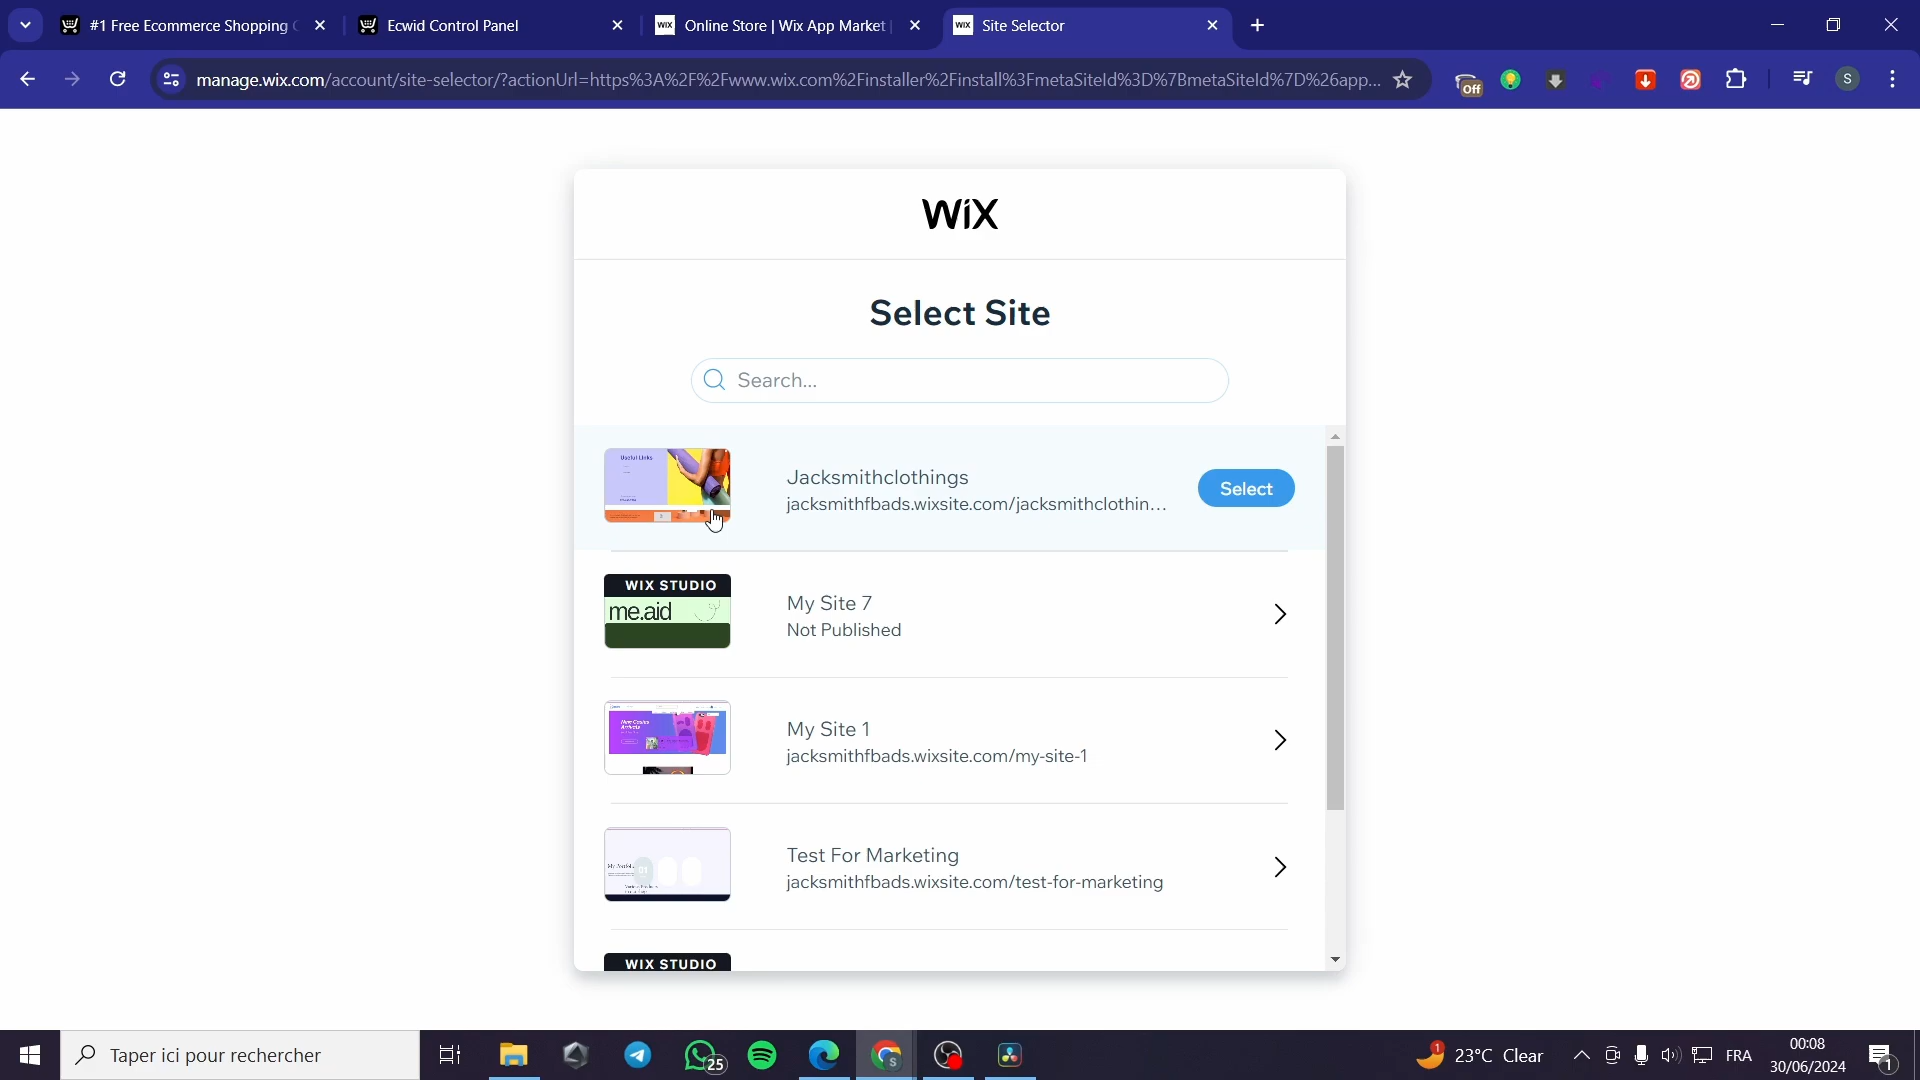 #1 Free Ecommerce Shopping
Ecwid Control Panel
Online Store | Wix App Market
Site Selector
manage.wix.com/account/site-selector/?actionUrl=https%3A%2F%2Fwww.wix.com%2Finstaller%2Finstall%3FmetaSiteId%3D%7BmetaSiteId%7D%26app...
Off
S
WiX
Select Site
Search...
Useful Links
Jacksmithclothings
jacksmithfbads.wixsite.com/jacksmithclothin...
Select
WIX STUDIO
me.aid
My Site 7
Not Published
My Site 1
jacksmithfbads.wixsite.com/my-site-1
Test For Marketing
jacksmithfbads.wixsite.com/test-for-marketing
WIX STUDIO
Taper ici pour rechercher
25
23°C Clear
FRA
00:08
30/06/2024
1